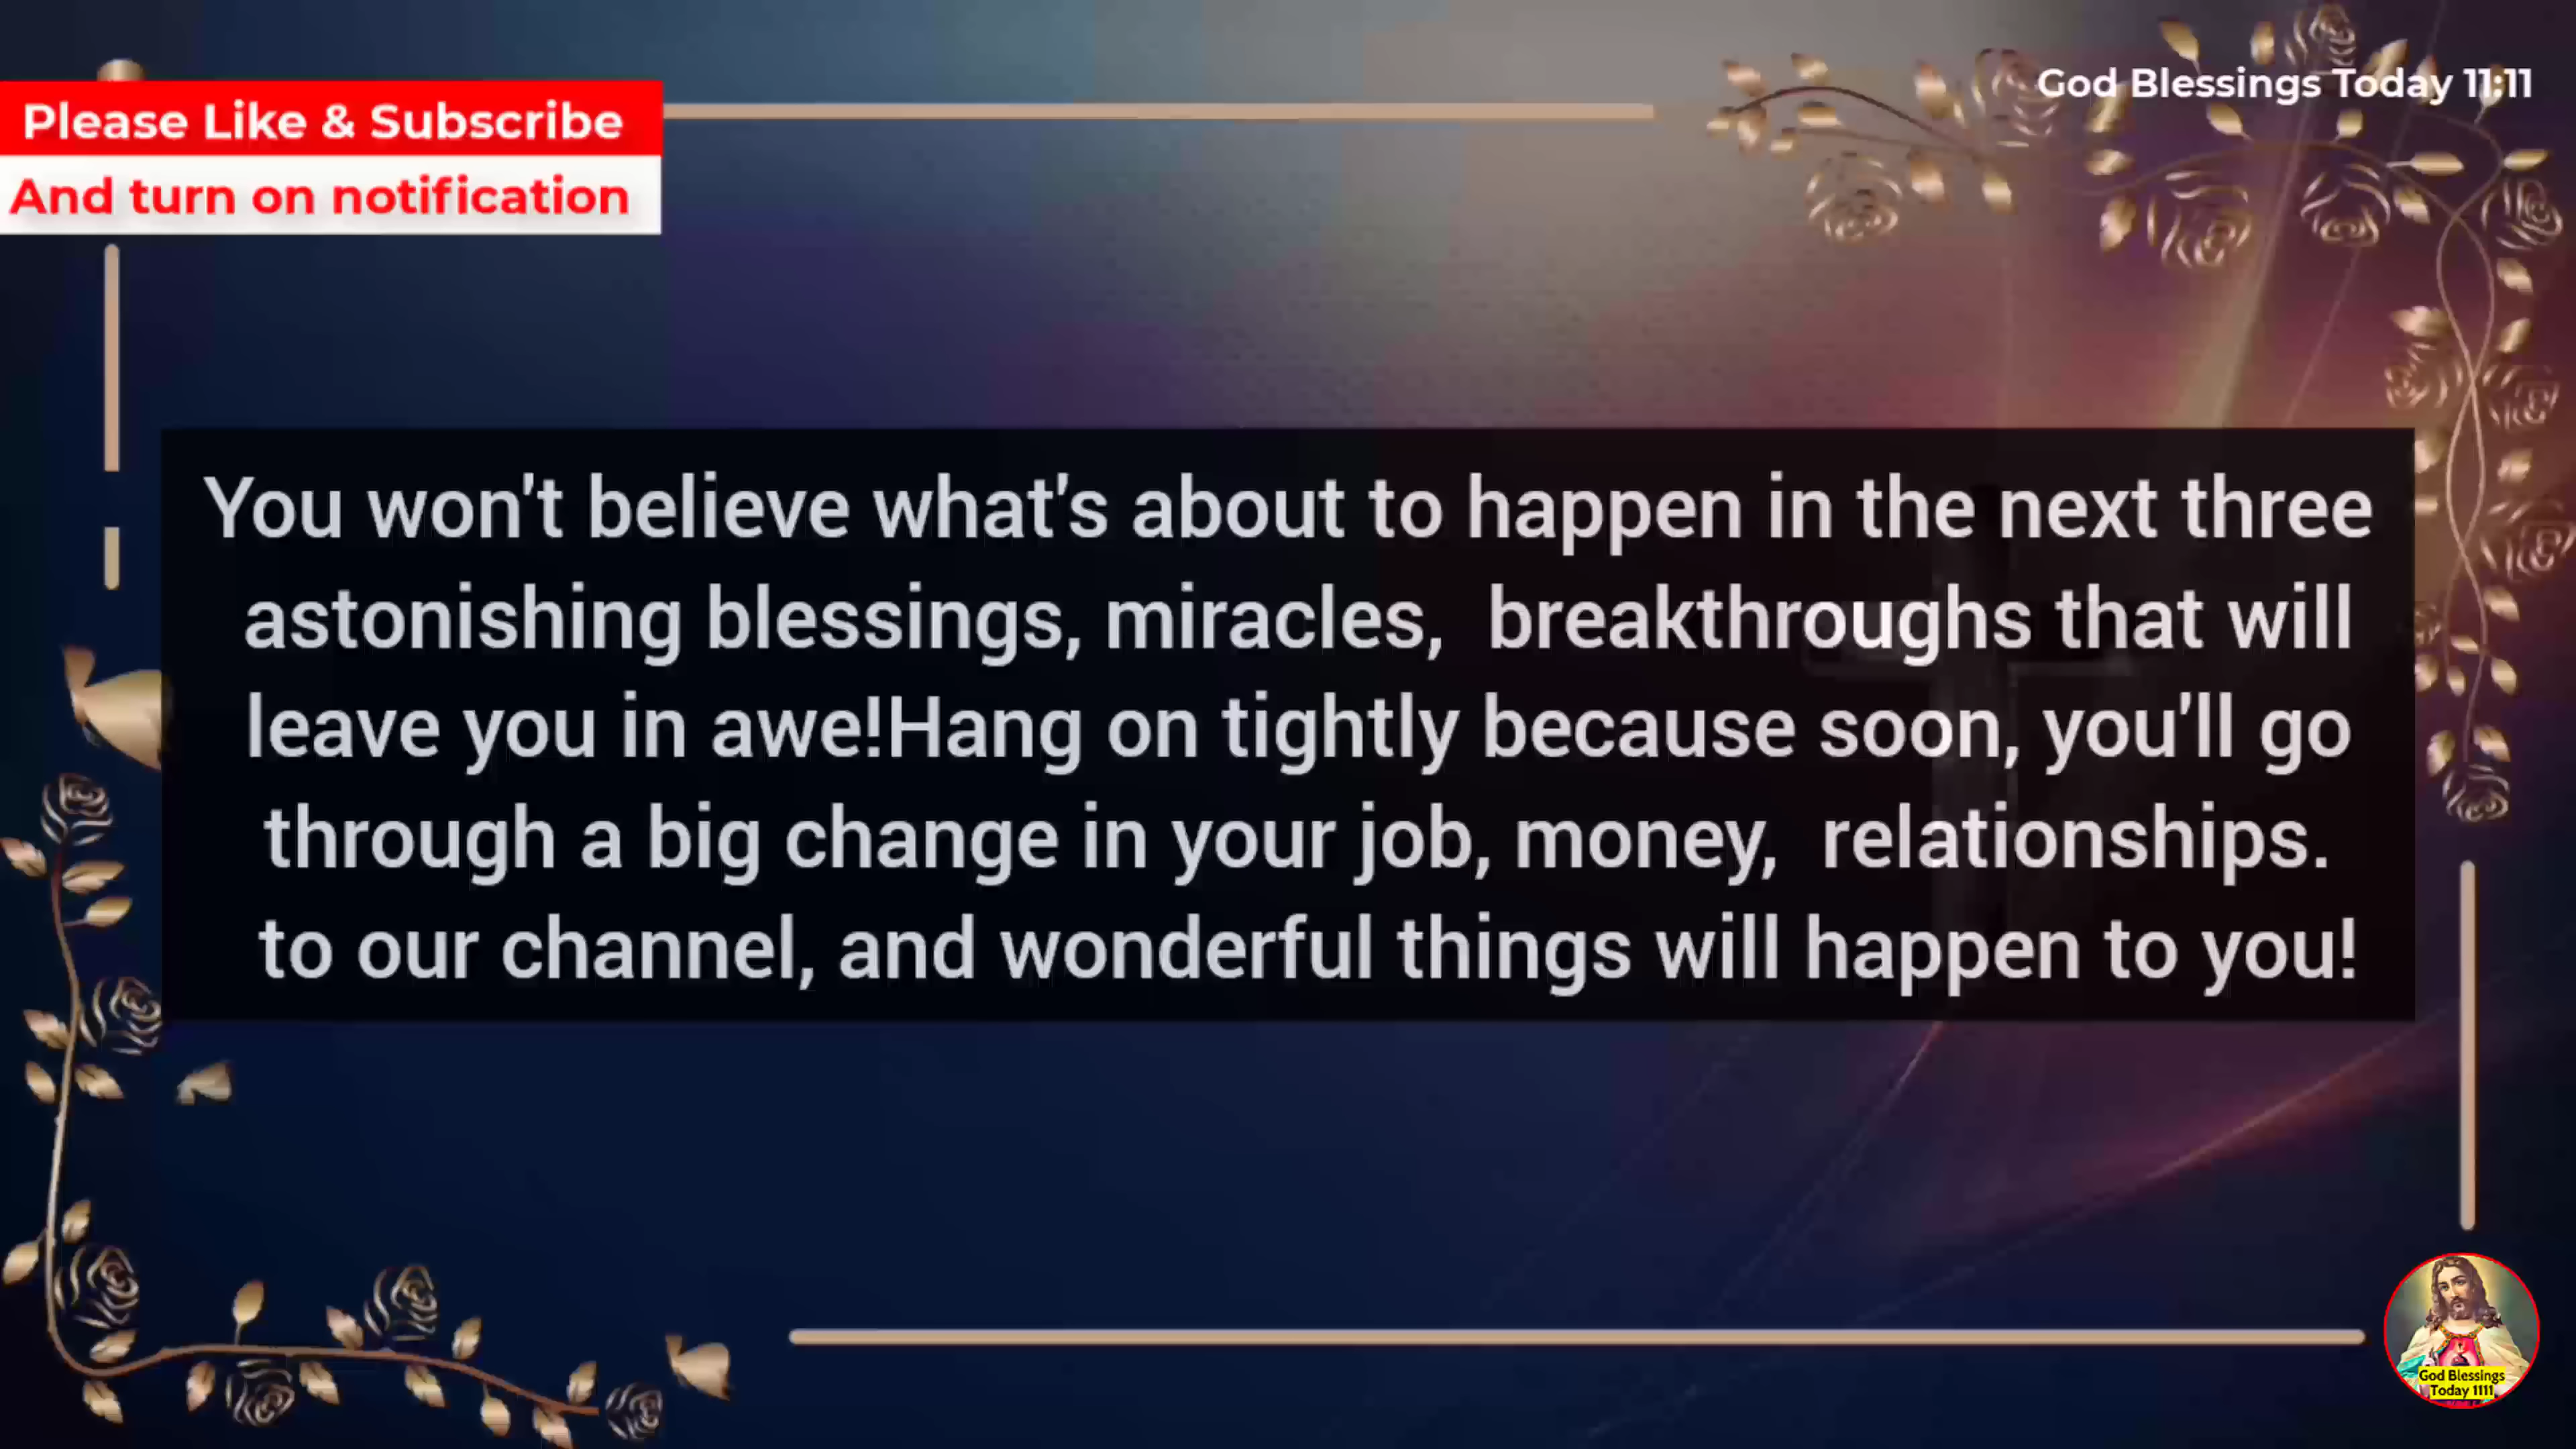 God Blessings Today 11:11
Please Like & Subscribe
And turn on notification
You won't believe what's about to happen in the next three
astonishing blessings, miracles, breakthroughs that will
leave you in awe!Hang on tightly because soon, you'll go
through a big change in your job, money, relationships.
to our channel, and wonderful things will happen to you!
God Blessings
Today 1111